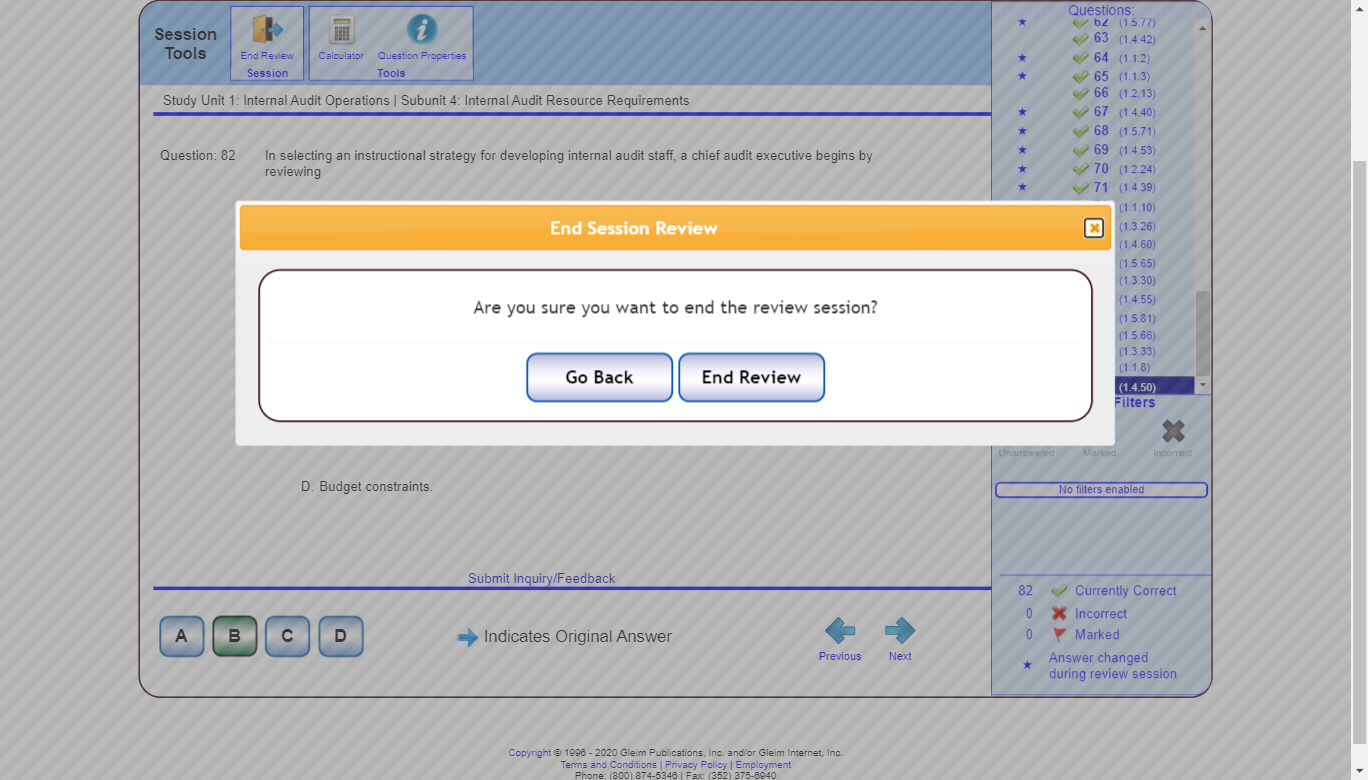 Session Tools
End Review
Session
Calculator
Question Properties
Tools
Study Unit 1: Internal Audit Operations | Subunit 4: Internal Audit Resource Requirements
Question: 82
In selecting an instructional strategy for developing internal audit staff, a chief audit executive begins by
reviewing
End Session Review
Are you sure you want to end the review session?
Go Back
End Review
D. Budget constraints.
Submit Inquiry/Feedback
A
B
C
D
Indicates Original Answer
Previous
Next
Questions:
62 (1.5.77)
63 (1.4.42)
64 (1.1.2)
65 (1.1.3)
66 (1.2.13)
67 (1.4.40)
68 (1.5.71)
69 (1.4.53)
70 (1.2.24)
71 (1.4.39)
(1.1.10)
(1.3.26)
(1.4.60)
(1.5.65)
(1.3.30)
(1.4.55)
(1.5.81)
(1.5.66)
(1.3.33)
(1.1.8)
(1.4.50)
Filters
Unanswered
Marked
Incorrect
No filters enabled
82 Currently Correct
0 Incorrect
0 Marked
Answer changed
during review session
Copyright © 1996 - 2020 Gleim Publications, Inc. and/or Gleim Internet, Inc.
Terms and Conditions | Privacy Policy | Employment
Phone: (800) 874-5346 | Fax: (352) 375-6940